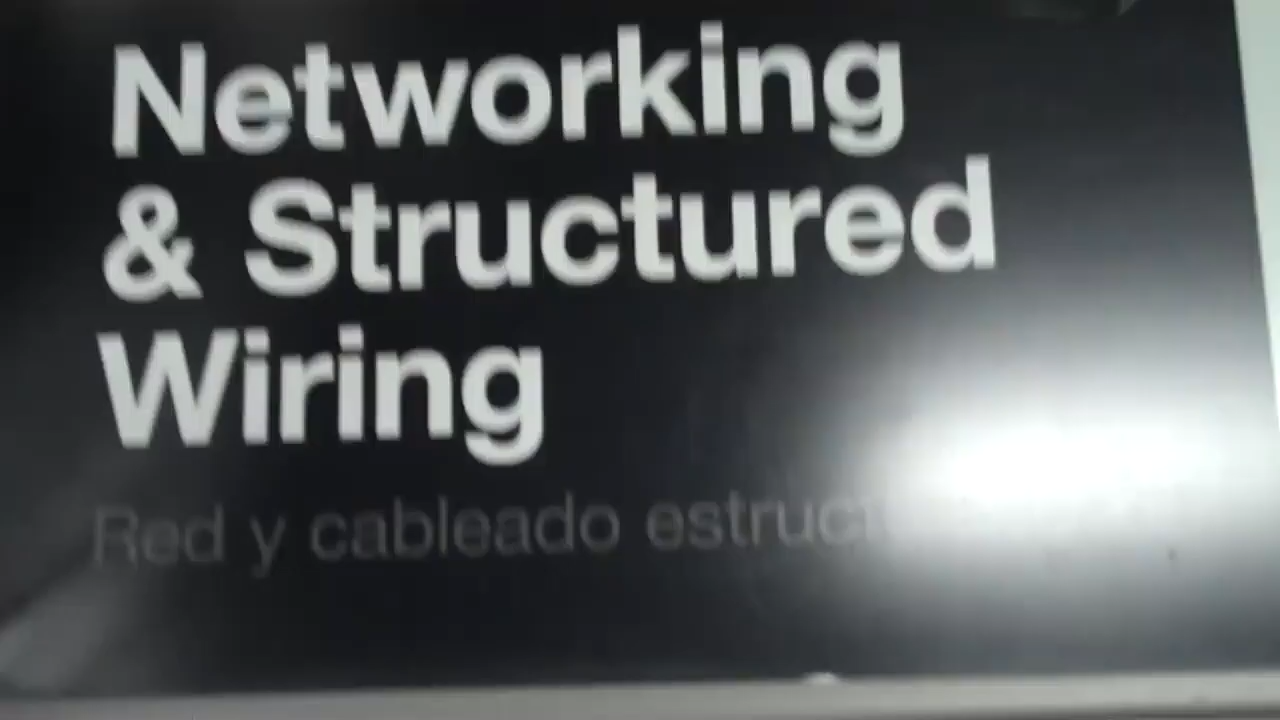 Networking
& Structured
Wiring
Red y cableado